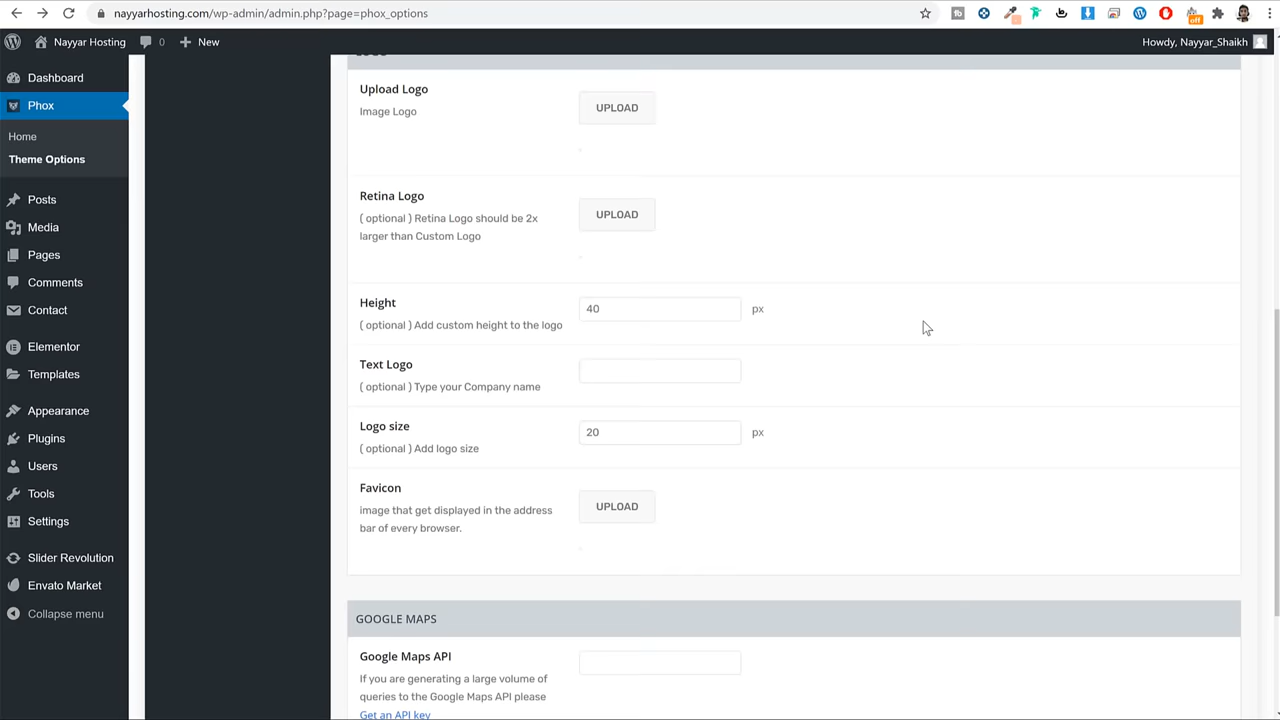 nayyarhosting.com/wp-admin/admin.php?page=phox_options
off
Nayyar Hosting
0
New
Howdy, Nayyar_Shaikh
Dashboard
Phox
Home
Theme Options
Posts
Media
Pages
Comments
Contact
Elementor
Templates
Appearance
Plugins
Users
Tools
Settings
Slider Revolution
Envato Market
Collapse menu
Upload Logo
Image Logo
UPLOAD
Retina Logo
( optional ) Retina Logo should be 2x
larger than Custom Logo
UPLOAD
Height
( optional ) Add custom height to the logo
40
px
Text Logo
( optional ) Type your Company name
Logo size
( optional ) Add logo size
20
px
Favicon
image that get displayed in the address
bar of every browser.
UPLOAD
GOOGLE MAPS
Google Maps API
If you are generating a large volume of
queries to the Google Maps API please
Get an API key